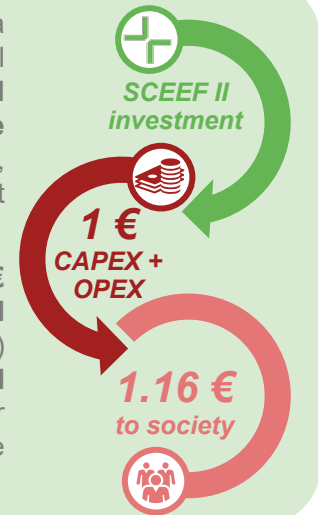 SCEEF II
investment
1 €
CAPEX +
OPEX
1.16 €
to society